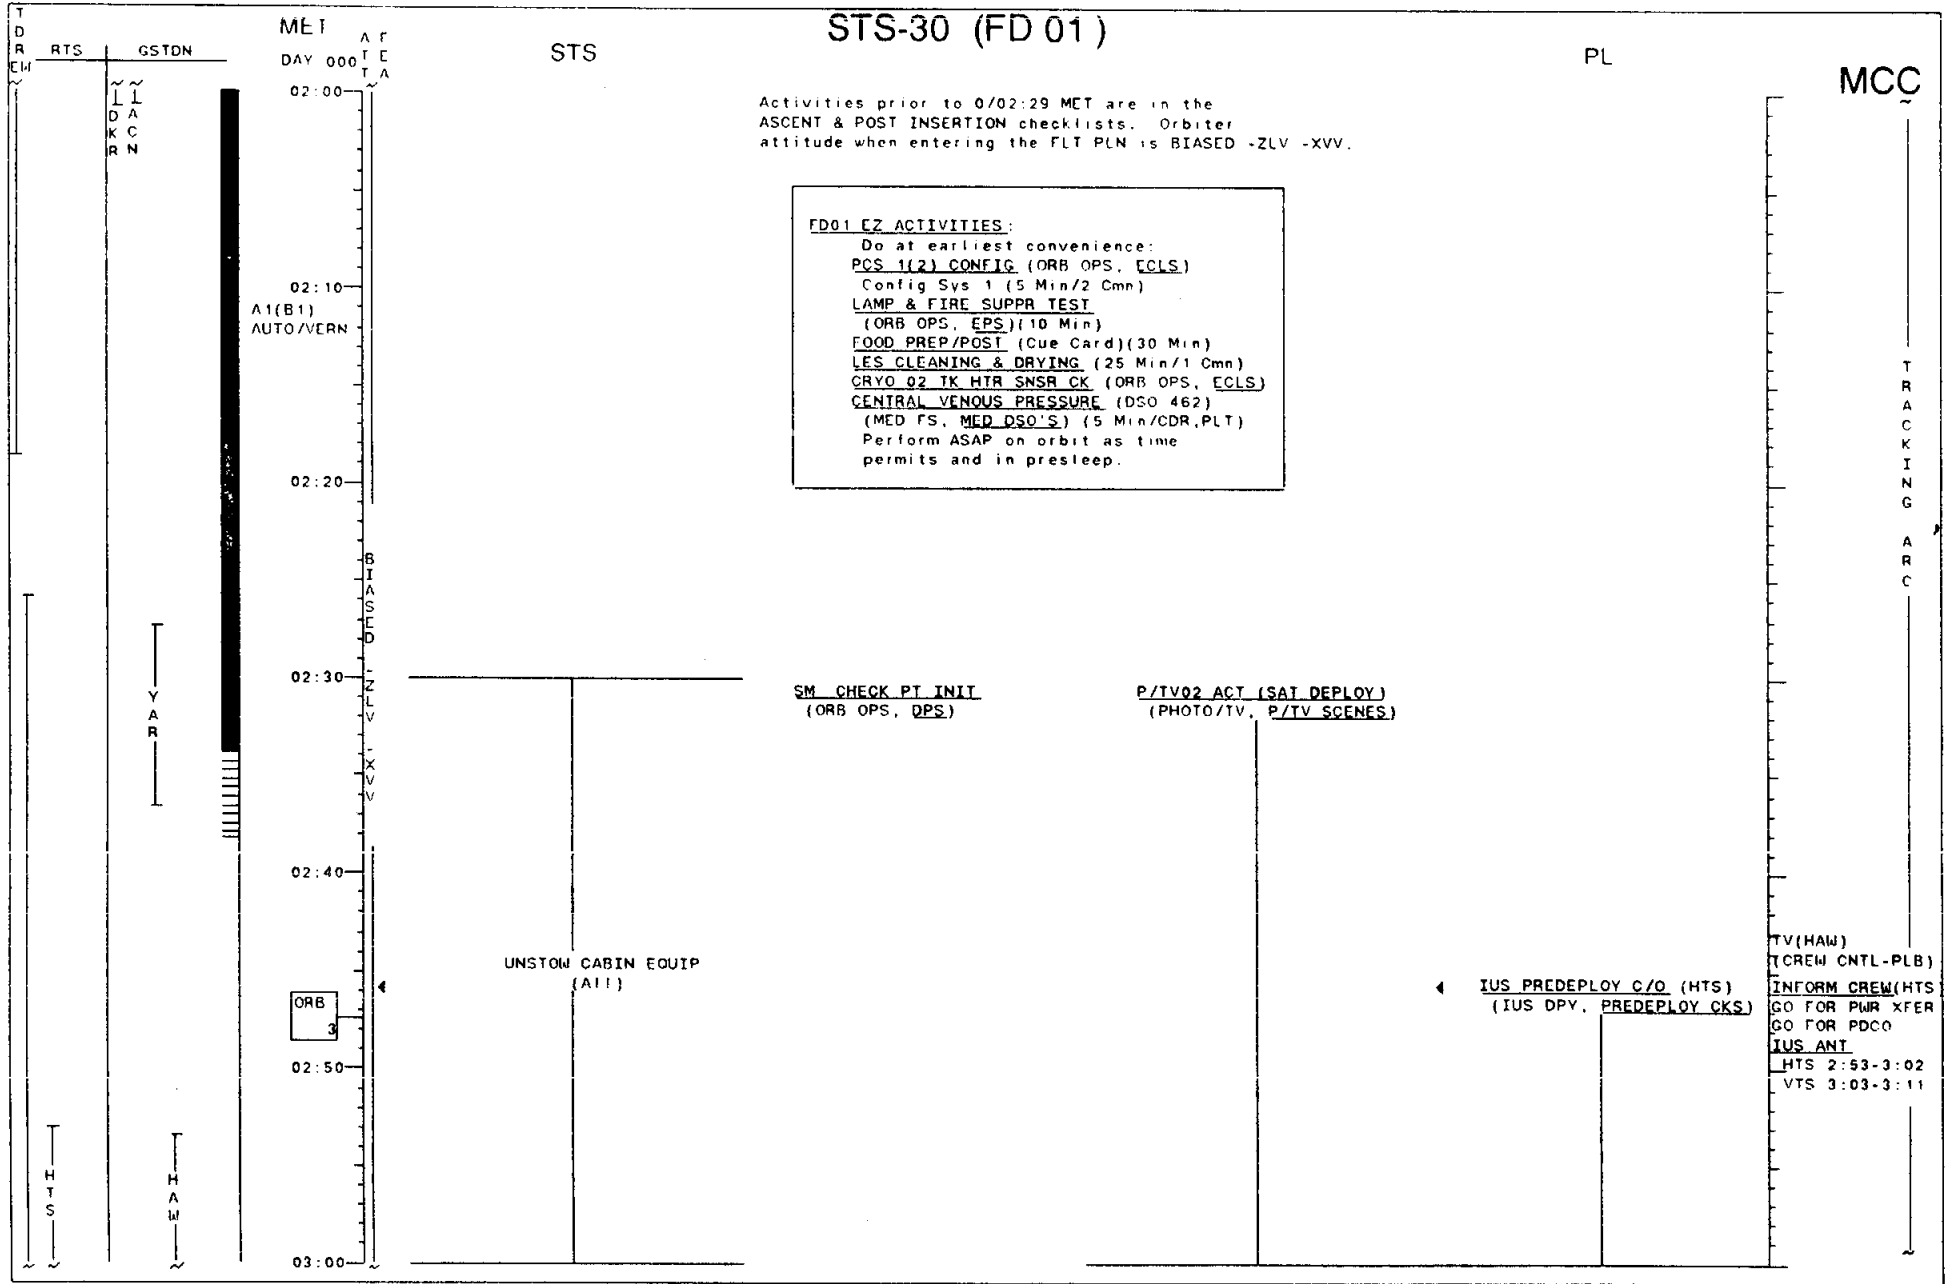 STS-30 (FD 01)
TDREW
RTS
GSTDN
MET
DAY 000
ATT
FEA
STS
PL
MCC
DKR
ACN
02:00
Activities prior to 0/02:29 MET are in the
ASCENT & POST INSERTION checklists. Orbiter
attitude when entering the FLT PLN is BIASED -ZLV -XVV.
FD01 EZ ACTIVITIES:
Do at earliest convenience:
PCS 1(2) CONFIG (ORB OPS, ECLS)
Config Sys 1 (5 Min/2 Cmn)
LAMP & FIRE SUPPR TEST
(ORB OPS, EPS)(10 Min)
FOOD PREP/POST (Cue Card)(30 Min)
LES CLEANING & DRYING (25 Min/1 Cmn)
CRYO 02 TK HTR SNSR CK (ORB OPS, ECLS)
CENTRAL VENOUS PRESSURE (DSO 462)
(MED FS, MED DSO'S) (5 Min/CDR,PLT)
Perform ASAP on orbit as time
permits and in presleep.
02:10
A1(B1)
AUTO/VERN
02:20
BIASED -ZLV -XVV
TRACKING ARC
02:30
YAR
SM CHECK PT INIT
(ORB OPS, DPS)
P/TV02 ACT (SAT DEPLOY)
(PHOTO/TV, P/TV SCENES)
02:40
UNSTOW CABIN EQUIP
(All)
TV(HAW)
(CREW CNTL-PLB)
IUS PREDEPLOY C/O (HTS)
(IUS DPY, PREDEPLOY CKS)
INFORM CREW(HTS
GO FOR PWR XFER
GO FOR PDCO
IUS ANT
HTS 2:53-3:02
VTS 3:03-3:11
ORB
3
02:50
HTS
HAW
03:00